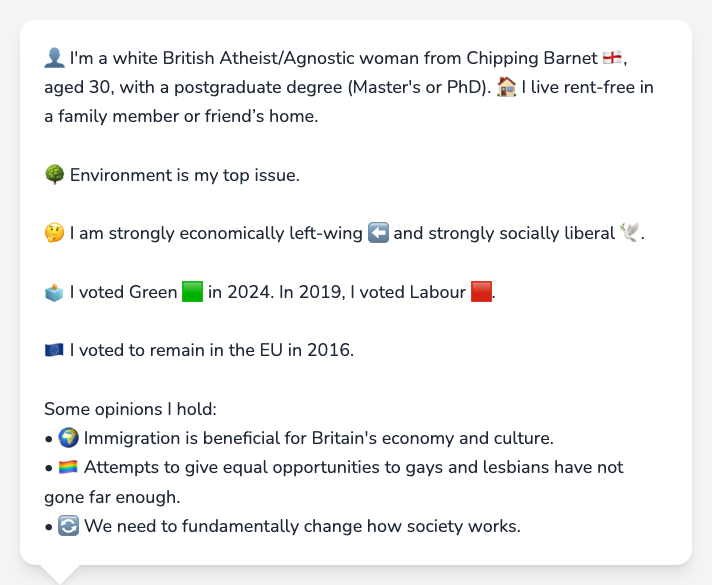 👤 I'm a white British Atheist/Agnostic woman from Chipping Barnet 🏴󠁧󠁢󠁥󠁮󠁧󠁿,
aged 30, with a postgraduate degree (Master's or PhD). 🏠 I live rent-free in
a family member or friend’s home.
🌳 Environment is my top issue.
🤔 I am strongly economically left-wing ⬅️ and strongly socially liberal 🕊️.
🗳️ I voted Green 🟩 in 2024. In 2019, I voted Labour 🟥.
🇪🇺 I voted to remain in the EU in 2016.
Some opinions I hold:
• 🌍 Immigration is beneficial for Britain's economy and culture.
• 🏳️‍🌈 Attempts to give equal opportunities to gays and lesbians have not
gone far enough.
• 🔄 We need to fundamentally change how society works.